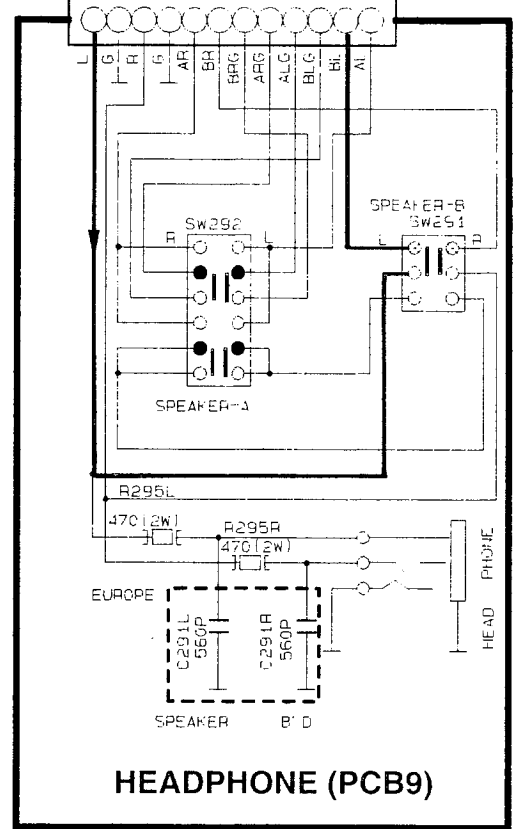 L G R G AR BR BRG ARG ALG BLG BL AL
SPEAKER-B
SW292
SW291
R L
L R
SPEAKER-A
R295L
470(2W)
R295R
470(2W)
EUROPE
C291L
560P
C291R
560P
HEAD PHONE
SPEAKER
HEADPHONE (PCB9)